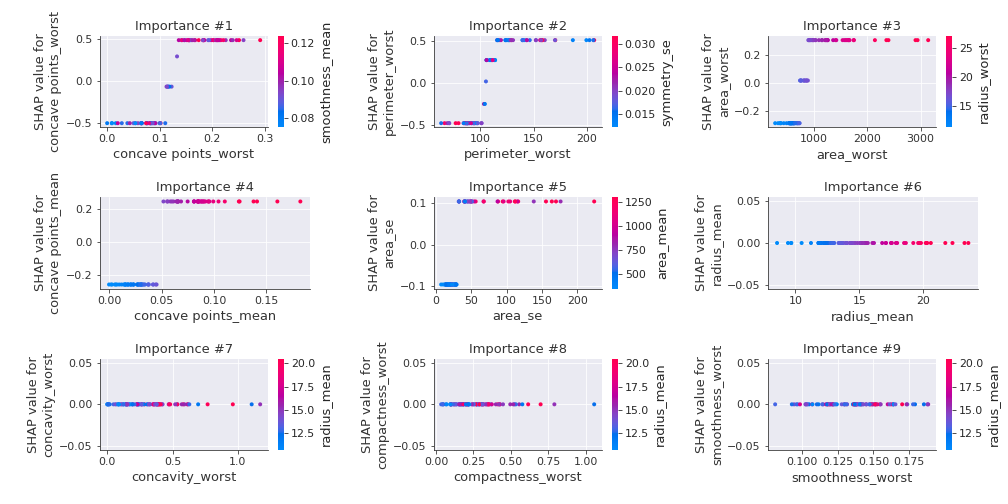 Importance #1
SHAP value for
concave points_worst
0.5
0.0
−0.5
0.0
0.1
0.2
0.3
concave points_worst
0.12
0.10
0.08
smoothness_mean
Importance #2
SHAP value for
perimeter_worst
0.5
0.0
−0.5
100
150
200
perimeter_worst
0.030
0.025
0.020
0.015
symmetry_se
Importance #3
SHAP value for
area_worst
0.2
0.0
−0.2
1000
2000
3000
area_worst
25
20
15
radius_worst
Importance #4
SHAP value for
concave points_mean
0.2
0.0
−0.2
0.00
0.05
0.10
0.15
concave points_mean
Importance #5
SHAP value for
area_se
0.1
0.0
−0.1
0
50
100
150
200
area_se
1250
1000
750
500
area_mean
Importance #6
SHAP value for
radius_mean
0.05
0.00
−0.05
10
15
20
radius_mean
Importance #7
SHAP value for
concavity_worst
0.05
0.00
−0.05
0.0
0.5
1.0
concavity_worst
20.0
17.5
15.0
12.5
radius_mean
Importance #8
SHAP value for
compactness_worst
0.05
0.00
−0.05
0.00
0.25
0.50
0.75
1.00
compactness_worst
20.0
17.5
15.0
12.5
radius_mean
Importance #9
SHAP value for
smoothness_worst
0.05
0.00
−0.05
0.100
0.125
0.150
0.175
smoothness_worst
20.0
17.5
15.0
12.5
radius_mean